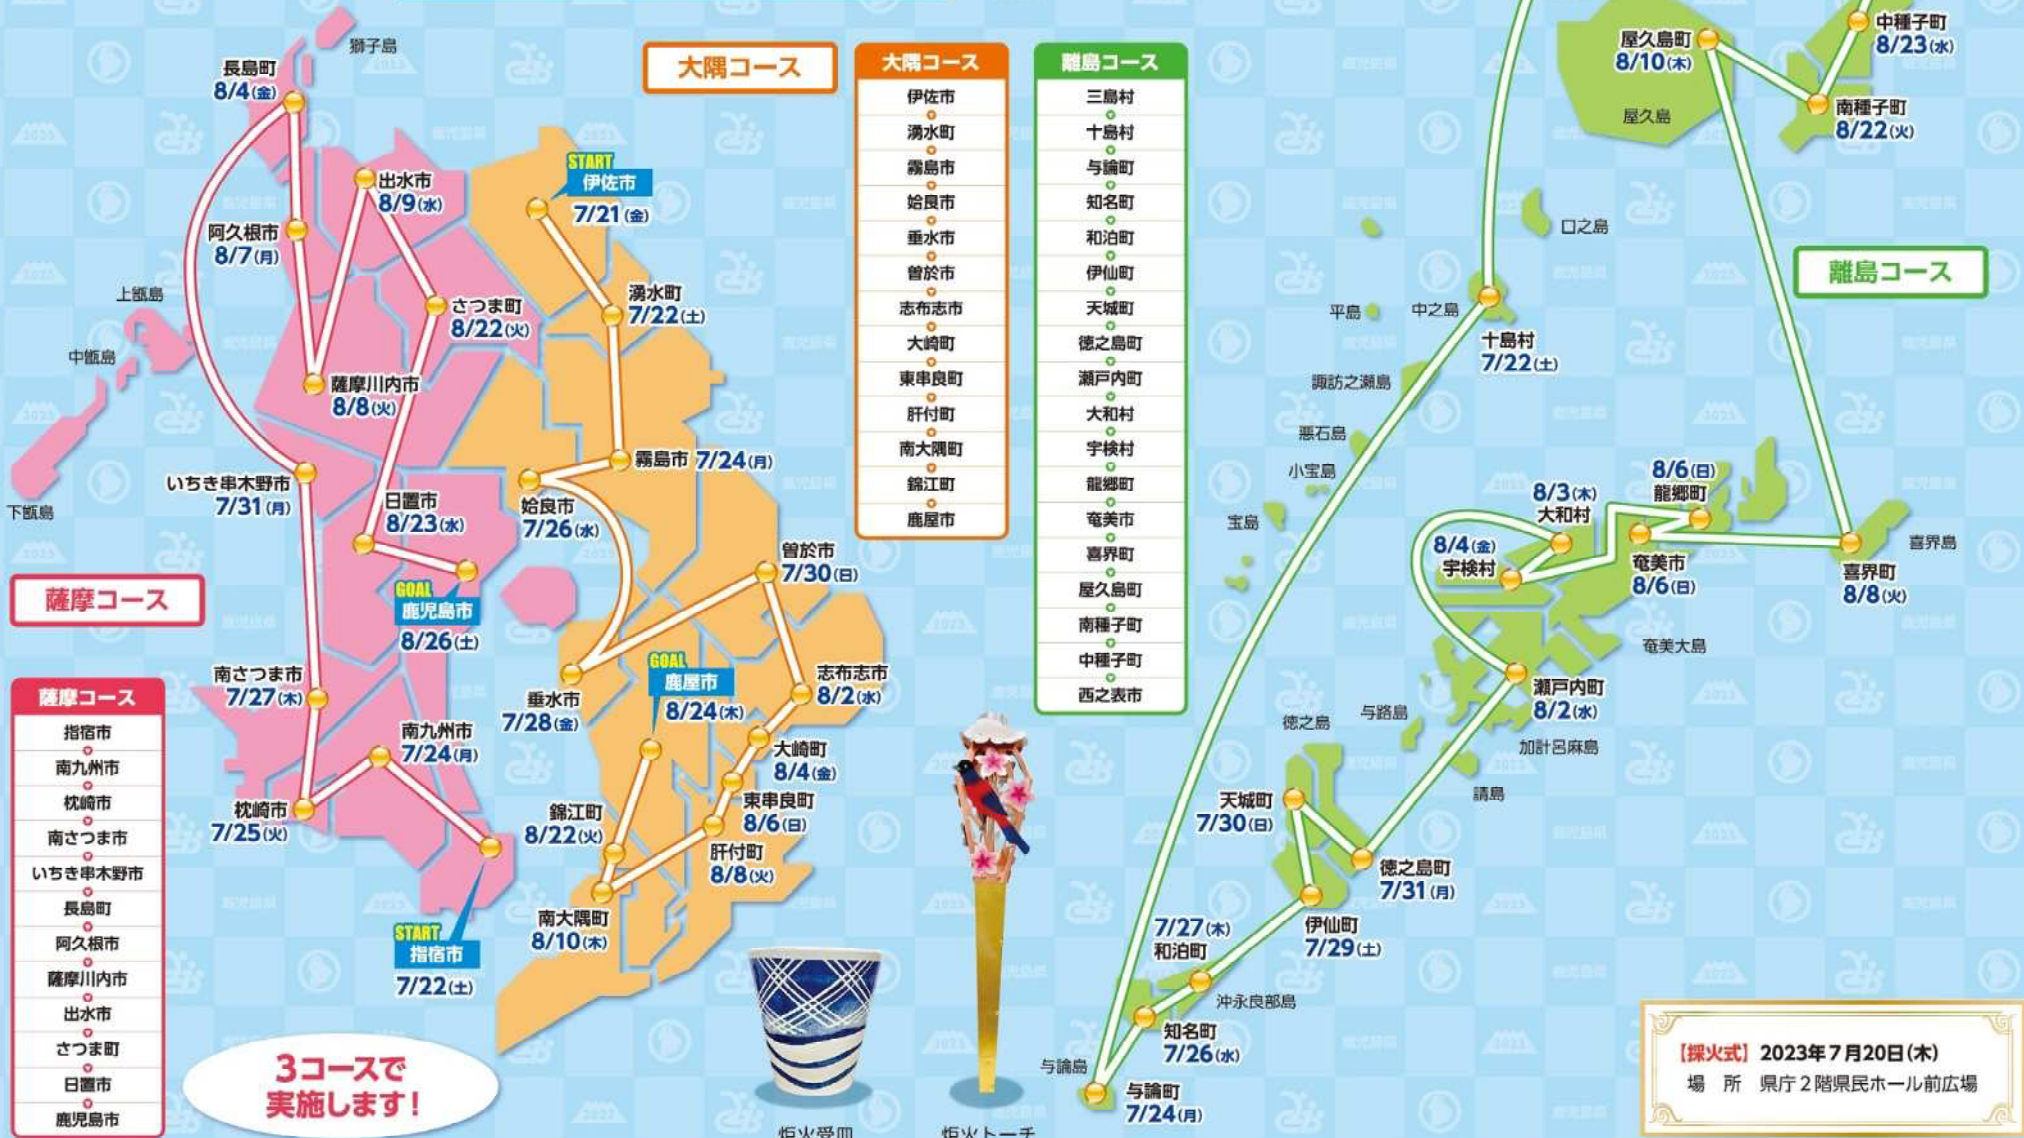 獅子島
長島町
8/4(金)
出水市
8/9(水)
阿久根市
8/7(月)
さつま町
8/22(火)
薩摩川内市
8/8(火)
上甑島
中甑島
下甑島
いちき串木野市
7/31(月)
日置市
8/23(水)
GOAL
鹿児島市
8/26(土)
薩摩コース
南さつま市
7/27(木)
南九州市
7/24(月)
枕崎市
7/25(火)
START
指宿市
7/22(土)
薩摩コース
指宿市
南九州市
枕崎市
南さつま市
いちき串木野市
長島町
阿久根市
薩摩川内市
出水市
さつま町
日置市
鹿児島市
3コースで
実施します!
大隅コース
START
伊佐市
7/21(金)
湧水町
7/22(土)
霧島市 7/24(月)
姶良市
7/26(水)
曽於市
7/30(日)
垂水市
7/28(金)
GOAL
鹿屋市
8/24(木)
志布志市
8/2(水)
大崎町
8/4(金)
東串良町
8/6(日)
肝付町
8/8(火)
錦江町
8/22(火)
南大隅町
8/10(木)
大隅コース
伊佐市
湧水町
霧島市
姶良市
垂水市
曽於市
志布志市
大崎町
東串良町
肝付町
南大隅町
錦江町
鹿屋市
離島コース
三島村
十島村
与論町
知名町
和泊町
伊仙町
天城町
徳之島町
瀬戸内町
大和村
宇検村
龍郷町
奄美市
喜界町
屋久島町
南種子町
中種子町
西之表市
炬火受皿
炬火トーチ
屋久島町
8/10(木)
屋久島
中種子町
8/23(水)
南種子町
8/22(火)
口之島
離島コース
平島
中之島
十島村
7/22(土)
諏訪之瀬島
悪石島
小宝島
宝島
8/6(日)
龍郷町
8/3(木)
大和村
8/4(金)
宇検村
奄美市
8/6(日)
喜界島
喜界町
8/8(火)
奄美大島
瀬戸内町
8/2(水)
与路島
加計呂麻島
請島
徳之島
天城町
7/30(日)
徳之島町
7/31(月)
伊仙町
7/29(土)
7/27(木)
和泊町
沖永良部島
知名町
7/26(水)
与論島
与論町
7/24(月)
【採火式】2023年7月20日(木)
場 所 県庁2階県民ホール前広場